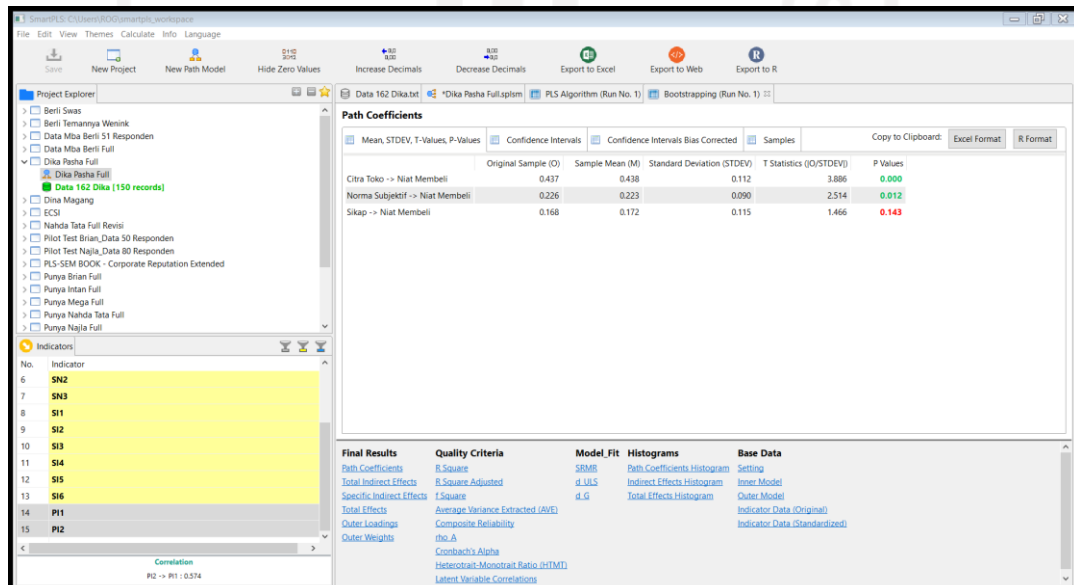 SmartPLS: C:\Users\ROG\smartpls_workspace
File Edit View Themes Calculate Info Language
Save New Project New Path Model Hide Zero Values Increase Decimals Decrease Decimals Export to Excel Export to Web Export to R
Project Explorer
Berli Swas
Berli Temannya Wenink
Data Mba Berli 51 Responden
Data Mba Berli Full
Dika Pasha Full
Dika Pasha Full
Data 162 Dika [150 records]
Dina Magang
ECSI
Nahda Tata Full Revisi
Pilot Test Brian_Data 50 Responden
Pilot Test Najla_Data 80 Responden
PLS-SEM BOOK - Corporate Reputation Extended
Punya Brian Full
Punya Intan Full
Punya Mega Full
Punya Nahda Tata Full
Punya Najla Full
Indicators
No. Indicator
6 SN2
7 SN3
8 SI1
9 SI2
10 SI3
11 SI4
12 SI5
13 SI6
14 PI1
15 PI2
Correlation
PI2 -> PI1 : 0.574
Data 162 Dika.txt *Dika Pasha Full.splsm PLS Algorithm (Run No. 1) Bootstrapping (Run No. 1)
Path Coefficients
Mean, STDEV, T-Values, P-Values Confidence Intervals Confidence Intervals Bias Corrected Samples Copy to Clipboard: Excel Format R Format
Original Sample (O) Sample Mean (M) Standard Deviation (STDEV) T Statistics (|O/STDEV|) P Values
Citra Toko -> Niat Membeli 0.437 0.438 0.112 3.886 0.000
Norma Subjektif -> Niat Membeli 0.226 0.223 0.090 2.514 0.012
Sikap -> Niat Membeli 0.168 0.172 0.115 1.466 0.143
Final Results Quality Criteria Model_Fit Histograms Base Data
Path Coefficients R Square SRMR Path Coefficients Histogram Setting
Total Indirect Effects R Square Adjusted d_ULS Indirect Effects Histogram Inner Model
Specific Indirect Effects f Square d_G Total Effects Histogram Outer Model
Total Effects Average Variance Extracted (AVE) Indicator Data (Original)
Outer Loadings Composite Reliability Indicator Data (Standardized)
Outer Weights rho_A
Cronbach's Alpha
Heterotrait-Monotrait Ratio (HTMT)
Latent Variable Correlations